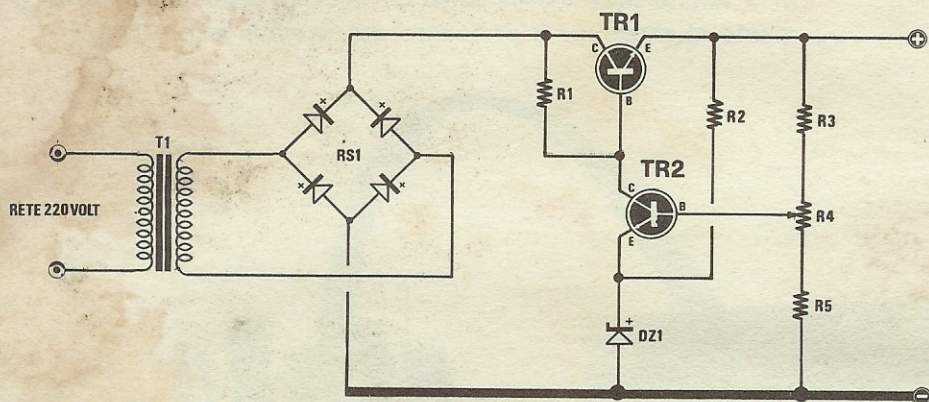 TR1
C
E
B
R1
R2
R3
T1
+
+
RS1
+
+
TR2
C
B
E
RETE 220 VOLT
R4
R5
+
DZ1
+
−